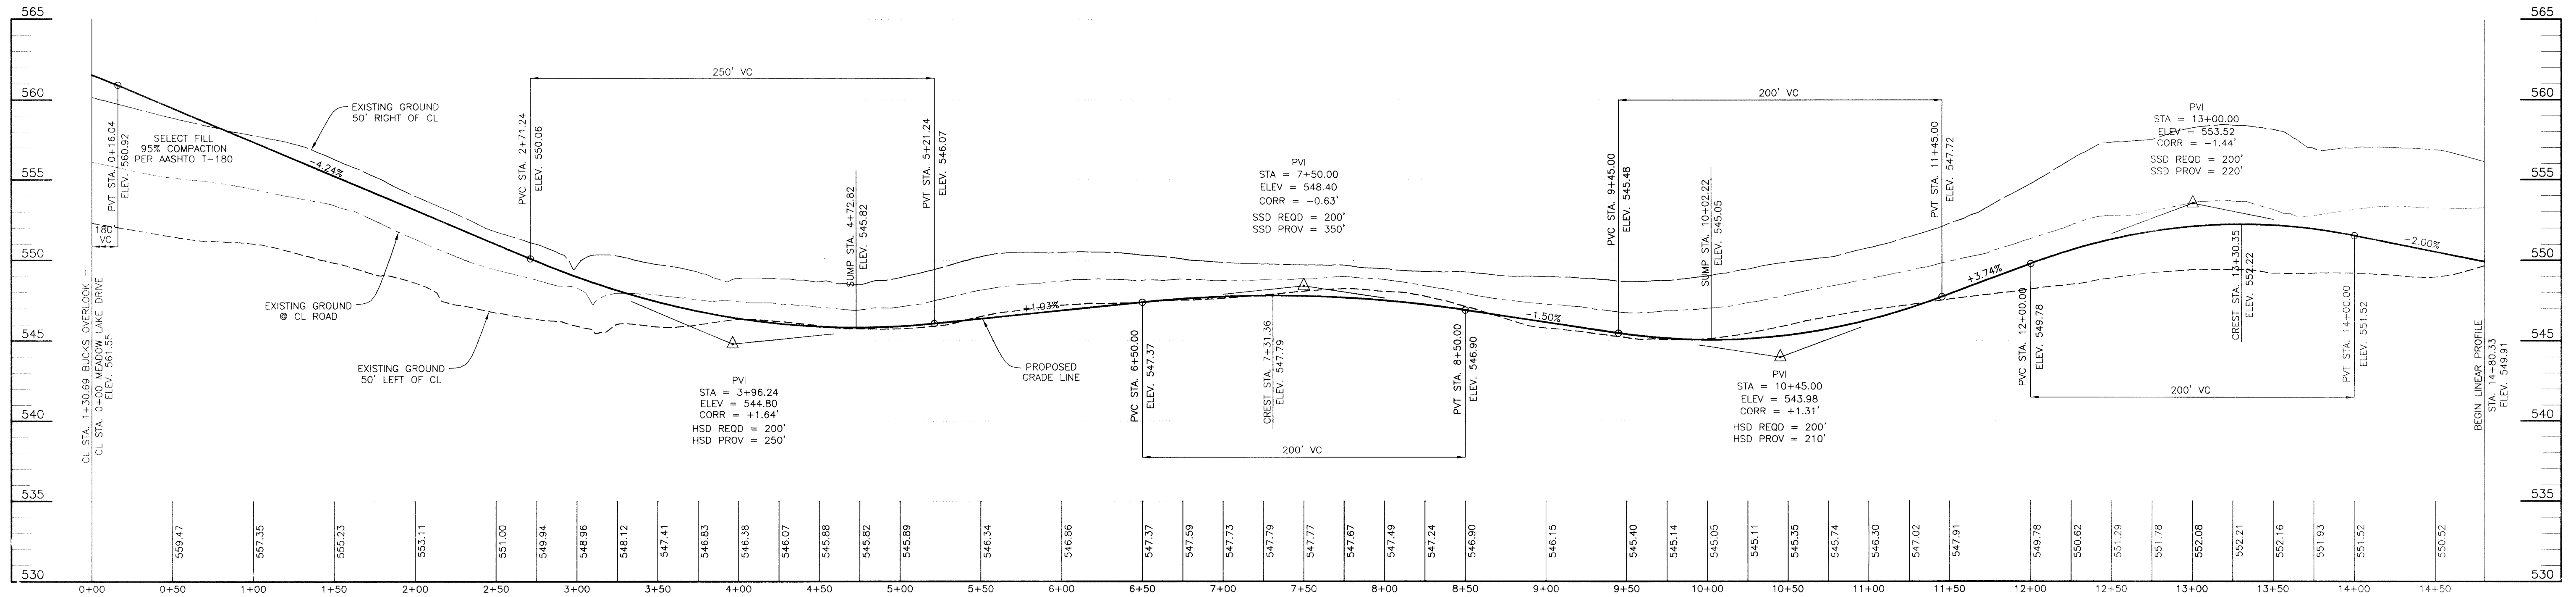 565
560
555
550
545
540
535
530
CL STA. 1+30.69 BUCKS OVERLOOK =
CL STA. 0+00 MEADOW LAKE DRIVE
ELEV. 561.55
180'
VC
PVT STA. 0+16.04
ELEV. 560.92
SELECT FILL
95% COMPACTION
PER AASHTO T-180
-4.24%
EXISTING GROUND
50' RIGHT OF CL
EXISTING GROUND
@ CL ROAD
EXISTING GROUND
50' LEFT OF CL
250' VC
PVC STA. 2+71.24
ELEV. 550.06
SUMP STA. 4+72.82
ELEV. 545.82
PVT STA. 5+21.24
ELEV. 546.07
PVI
STA = 3+96.24
ELEV = 544.80
CORR = +1.64'
HSD REQD = 200'
HSD PROV = 250'
+1.03%
PROPOSED
GRADE LINE
PVI
STA = 7+50.00
ELEV = 548.40
CORR = -0.63'
SSD REQD = 200'
SSD PROV = 350'
PVC STA. 6+50.00
ELEV. 547.37
CREST STA. 7+31.36
ELEV. 547.79
PVT STA. 8+50.00
ELEV. 546.90
200' VC
-1.50%
200' VC
PVC STA. 9+45.00
ELEV. 545.48
SUMP STA. 10+02.22
ELEV. 545.05
PVT STA. 11+45.00
ELEV. 547.72
PVI
STA = 10+45.00
ELEV = 543.98
CORR = +1.31'
HSD REQD = 200'
HSD PROV = 210'
+3.74%
PVI
STA = 13+00.00
ELEV = 553.52
CORR = -1.44'
SSD REQD = 200'
SSD PROV = 220'
PVC STA. 12+00.00
ELEV. 549.78
CREST STA. 13+30.35
ELEV. 552.22
PVT STA. 14+00.00
ELEV. 551.52
200' VC
-2.00%
BEGIN LINEAR PROFILE
STA. 14+80.33
ELEV. 549.91
565
560
555
550
545
540
535
530
559.47
557.35
555.23
553.11
551.00
549.94
548.96
548.12
547.41
546.83
546.38
546.07
545.88
545.82
545.89
546.34
546.86
547.37
547.59
547.73
547.79
547.77
547.67
547.49
547.24
546.90
546.15
545.40
545.14
545.05
545.11
545.35
545.74
546.30
547.02
547.91
549.78
550.62
551.29
551.78
552.08
552.21
552.16
551.93
551.52
550.52
0+00 0+50 1+00 1+50 2+00 2+50 3+00 3+50 4+00 4+50 5+00 5+50 6+00 6+50 7+00 7+50 8+00 8+50 9+00 9+50 10+00 10+50 11+00 11+50 12+00 12+50 13+00 13+50 14+00 14+50